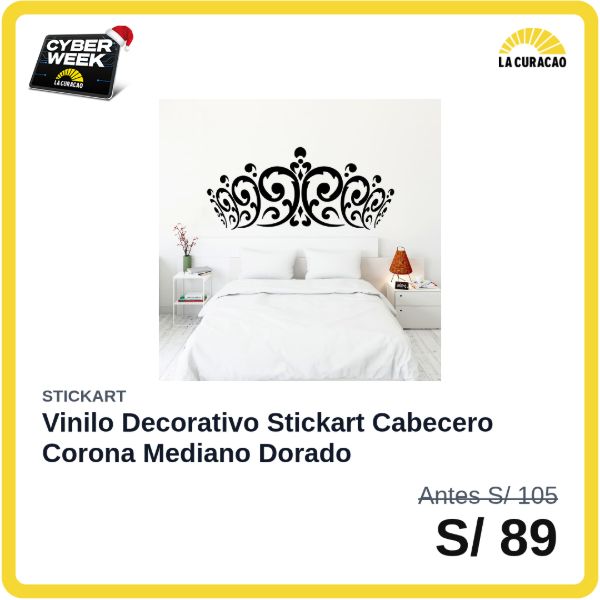 CYBER
WEEK
LA CURACAO
LA CURACAO
STICKART
Vinilo Decorativo Stickart Cabecero
Corona Mediano Dorado
Antes S/ 105
S/ 89